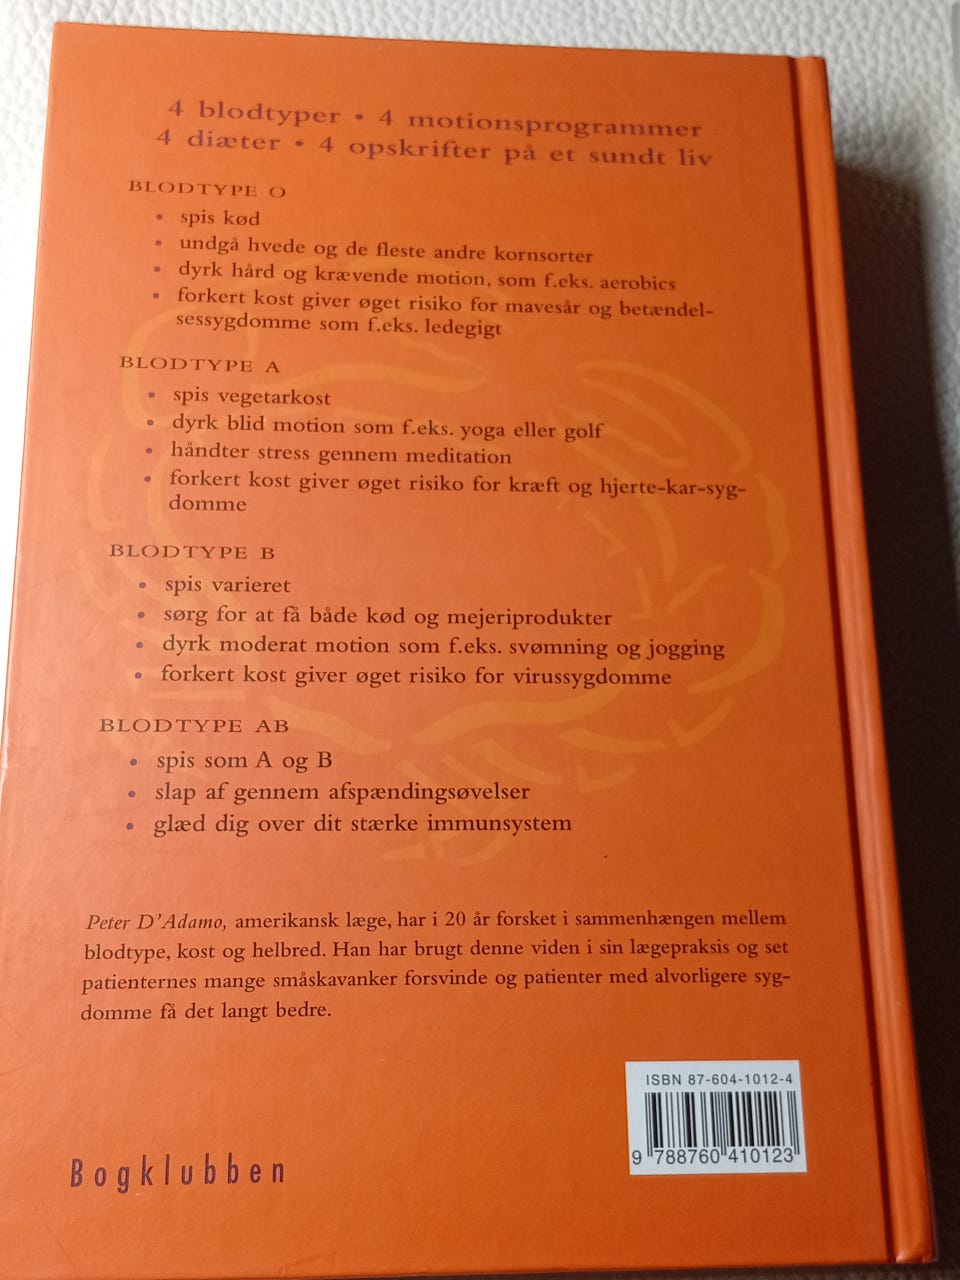 4 blodtyper • 4 motionsprogrammer
4 diæter • 4 opskrifter på et sundt liv
BLODTYPE O
• spis kød
• undgå hvede og de fleste andre kornsorter
• dyrk hård og krævende motion, som f.eks. aerobics
• forkert kost giver øget risiko for mavesår og betændel-
sessygdomme som f.eks. ledegigt
BLODTYPE A
• spis vegetarkost
• dyrk blid motion som f.eks. yoga eller golf
• håndter stress gennem meditation
• forkert kost giver øget risiko for kræft og hjerte-kar-syg-
domme
BLODTYPE B
• spis varieret
• sørg for at få både kød og mejeriprodukter
• dyrk moderat motion som f.eks. svømning og jogging
• forkert kost giver øget risiko for virussygdomme
BLODTYPE AB
• spis som A og B
• slap af gennem afspændingsøvelser
• glæd dig over dit stærke immunsystem
Peter D'Adamo, amerikansk læge, har i 20 år forsket i sammenhængen mellem
blodtype, kost og helbred. Han har brugt denne viden i sin lægepraksis og set
patienternes mange småskavanker forsvinde og patienter med alvorligere syg-
domme få det langt bedre.
ISBN 87-604-1012-4
9 788760 410123
Bogklubben